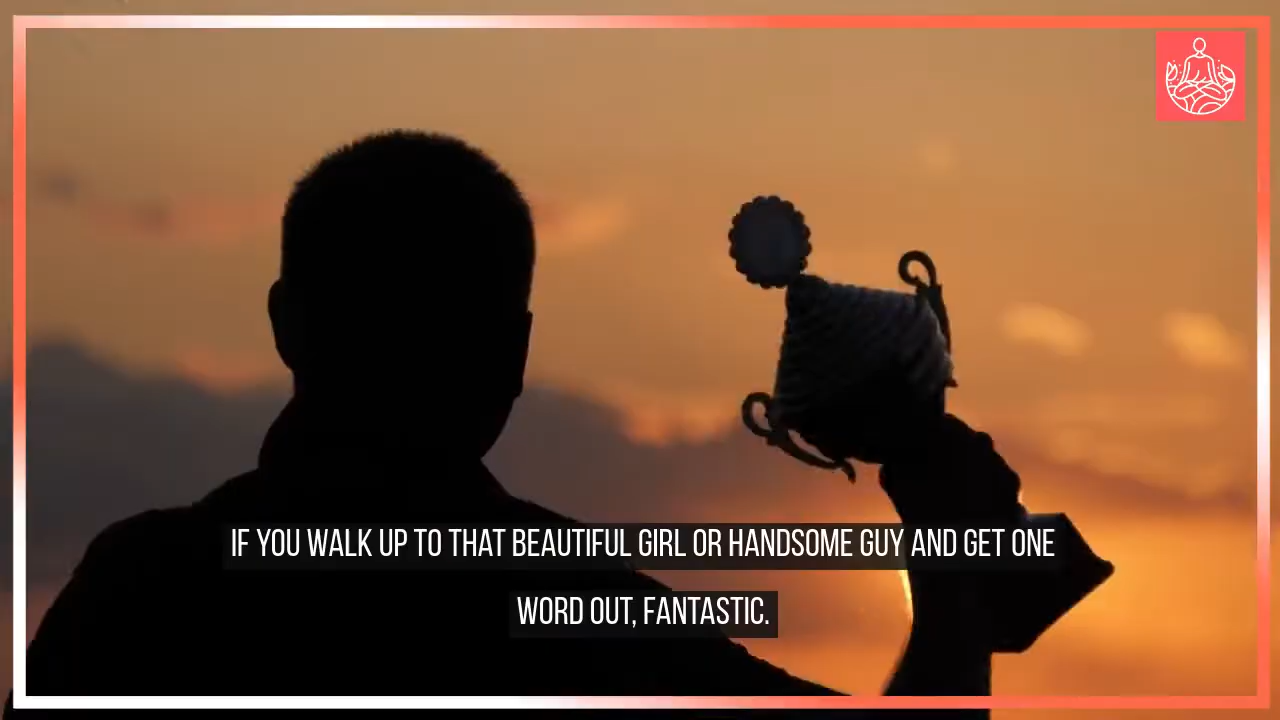 IF YOU WALK UP TO THAT BEAUTIFUL GIRL OR HANDSOME GUY AND GET ONE
WORD OUT, FANTASTIC.